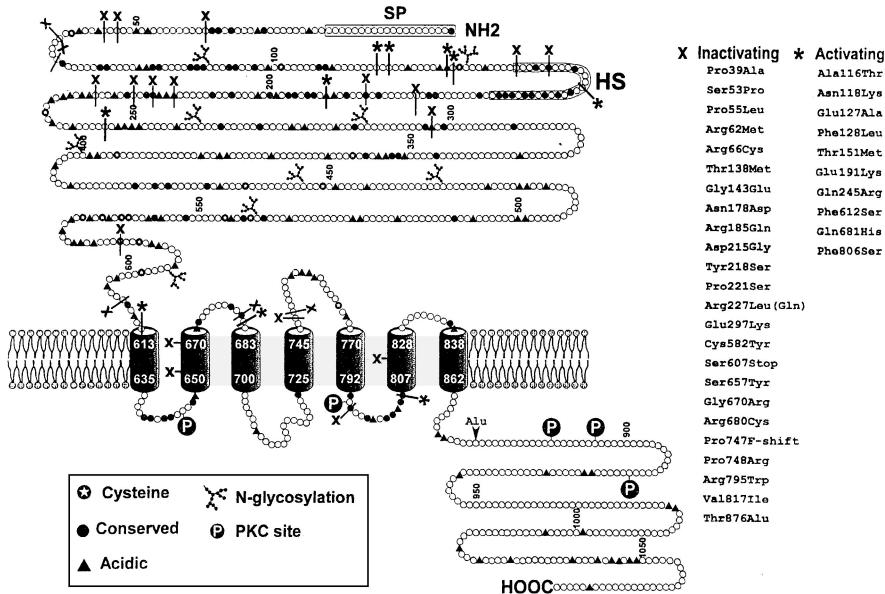 SP
NH2
50
100
HS
200
250
300
350
400
450
500
550
600
613 670 683 745 770 828 838
635 650 700 725 792 807 862
P
P
Alu
P P 900
P
950
1000
1050
HOOC
Cysteine
N-glycosylation
Conserved
P PKC site
Acidic
X Inactivating
Pro39Ala
Ser53Pro
Pro55Leu
Arg62Met
Arg66Cys
Thr138Met
Gly143Glu
Asn178Asp
Arg185Gln
Asp215Gly
Tyr218Ser
Pro221Ser
Arg227Leu(Gln)
Glu297Lys
Cys582Tyr
Ser607Stop
Ser657Tyr
Gly670Arg
Arg680Cys
Pro747F-shift
Pro748Arg
Arg795Trp
Val817Ile
Thr876Alu
* Activating
Ala116Thr
Asn118Lys
Glu127Ala
Phe128Leu
Thr151Met
Glu191Lys
Gln245Arg
Phe612Ser
Gln681His
Phe806Ser